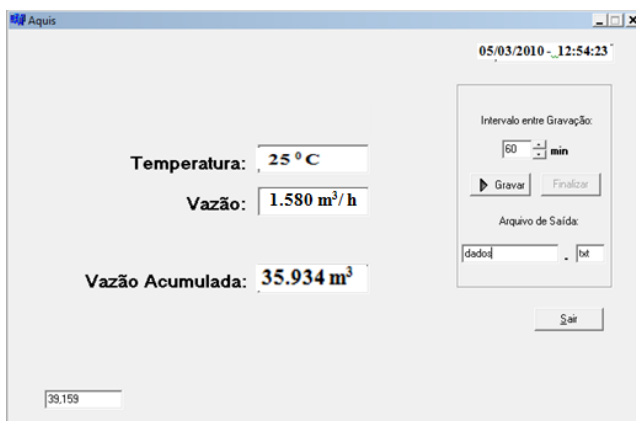 Aquis
05/03/2010 - 12:54:23
Intervalo entre Gravação:
60 min
Temperatura: 25 ⁰ C
Vazão: 1.580 m³/ h
Gravar Finalizar
Arquivo de Saída:
dados . txt
Vazão Acumulada: 35.934 m³
Sair
39,159